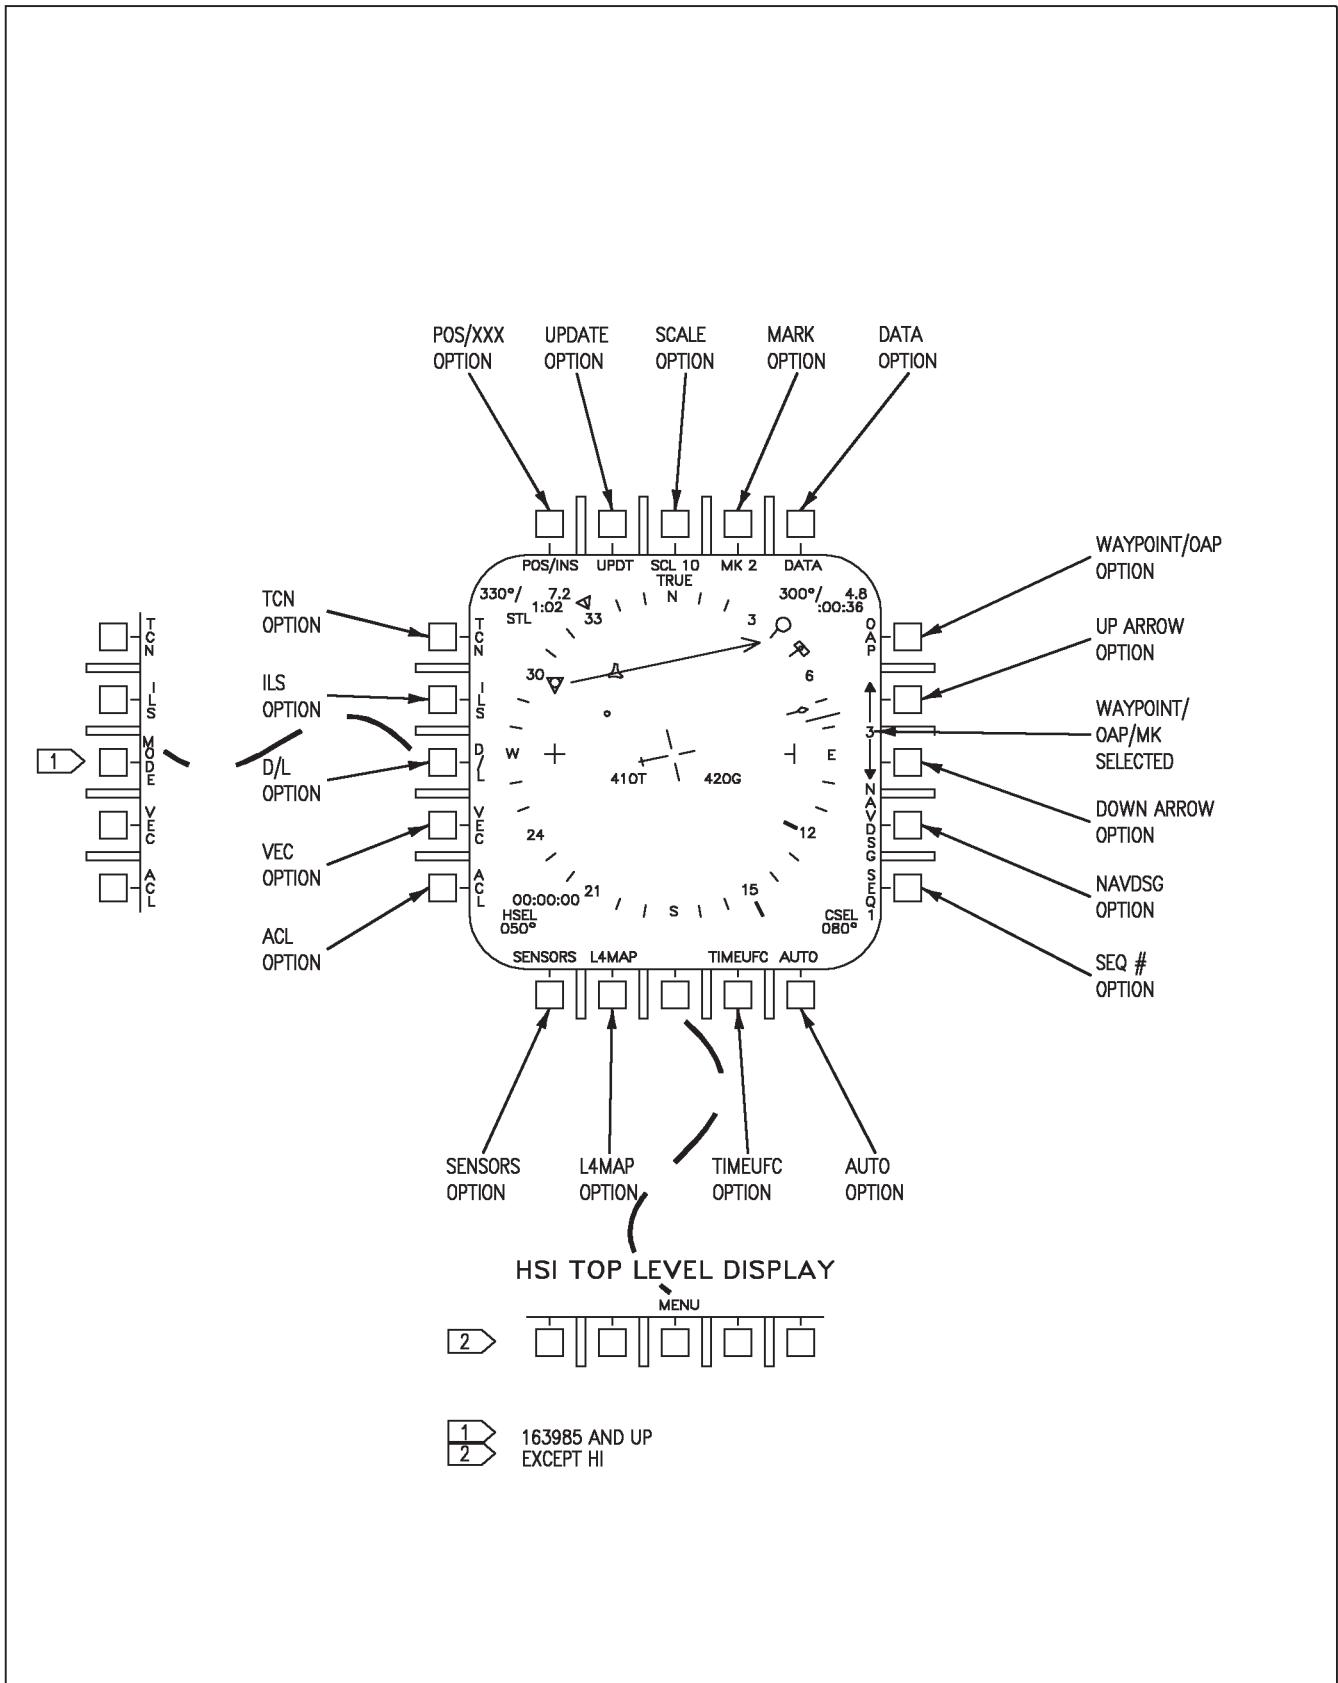 POS/XXX
OPTION
UPDATE
OPTION
SCALE
OPTION
MARK
OPTION
DATA
OPTION
WAYPOINT/OAP
OPTION
UP ARROW
OPTION
WAYPOINT/
OAP/MK
SELECTED
DOWN ARROW
OPTION
NAVDSG
OPTION
SEQ #
OPTION
TCN
OPTION
ILS
OPTION
D/L
OPTION
VEC
OPTION
ACL
OPTION
TCN
ILS
MODE
VEC
ACL
1
POS/INS UPDT SCL 10 MK 2 DATA
TRUE
330°/ 7.2
1:02
STL
300°/ 4.8
:00:36
N
33
3
30
6
W
E
24
12
21
15
S
410T 420G
TCN
ILS
D/L
VEC
ACL
OAP
3
NAVDSG
SEQ 1
00:00:00
HSEL
050°
CSEL
080°
SENSORS L4MAP TIMEUFC AUTO
SENSORS
OPTION
L4MAP
OPTION
TIMEUFC
OPTION
AUTO
OPTION
HSI TOP LEVEL DISPLAY
MENU
2
1 163985 AND UP
2 EXCEPT HI